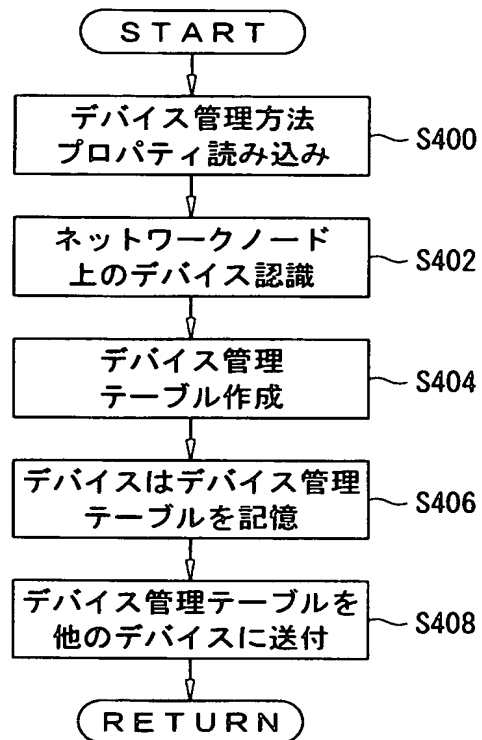 START
デバイス管理方法
プロパティ読み込み
S400
ネットワークノード
上のデバイス認識
S402
デバイス管理
テーブル作成
S404
デバイスはデバイス管理
テーブルを記憶
S406
デバイス管理テーブルを
他のデバイスに送付
S408
RETURN